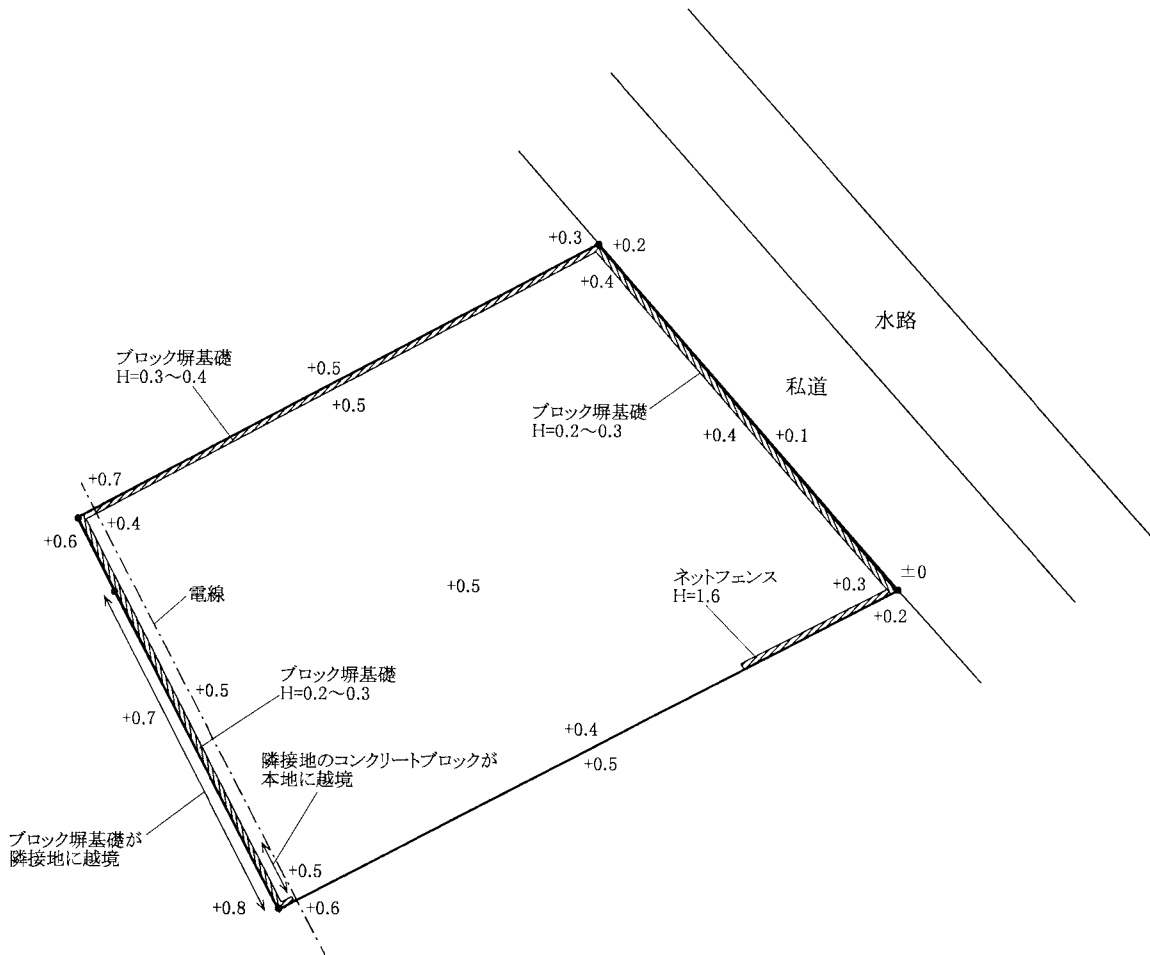 +0.3
+0.2
+0.4
水路
ブロック塀基礎
H=0.3～0.4
+0.5
+0.5
私道
ブロック塀基礎
H=0.2～0.3
+0.4
+0.1
+0.7
+0.4
+0.6
電線
+0.5
ネットフェンス
H=1.6
+0.3
±0
+0.2
ブロック塀基礎
H=0.2～0.3
+0.5
+0.7
+0.4
+0.5
隣接地のコンクリートブロックが
本地に越境
ブロック塀基礎が
隣接地に越境
+0.5
+0.8
+0.6